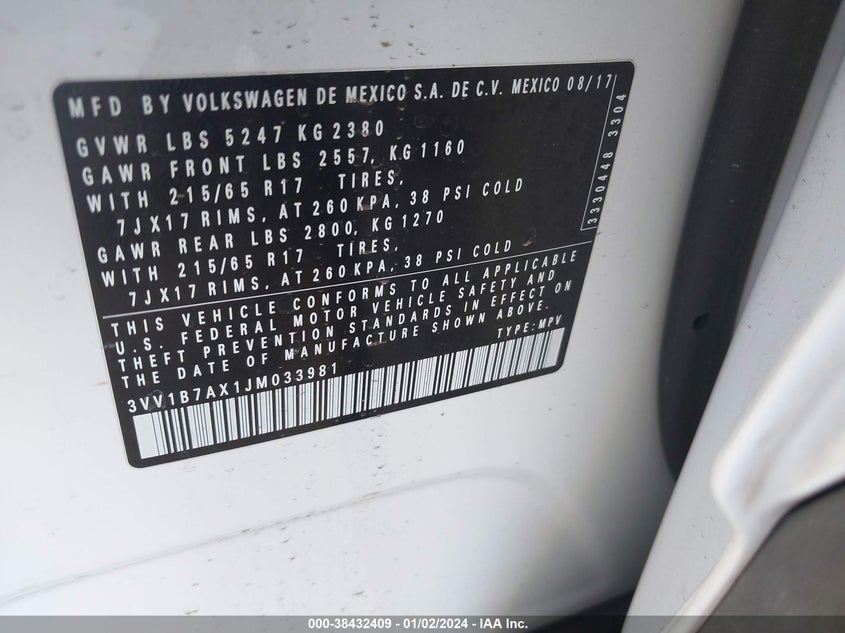 MFD BY VOLKSWAGEN DE MEXICO S.A. DE C.V. MEXICO 08/17
GVWR LBS 5247 KG 2380
GAWR FRONT LBS 2557, KG 1160
WITH 215/65 R17 TIRES,
7JX17 RIMS, AT 260KPA, 38 PSI COLD
GAWR REAR LBS 2800, KG 1270
WITH 215/65 R17 TIRES,
7JX17 RIMS, AT 260KPA, 38 PSI COLD
3330448 3304
THIS VEHICLE CONFORMS TO ALL APPLICABLE
U.S. FEDERAL MOTOR VEHICLE SAFETY AND
THEFT PREVENTION STANDARDS IN EFFECT ON
THE DATE OF MANUFACTURE SHOWN ABOVE.
TYPE:MPV
3VV1B7AX1JM033981
000-38432409 - 01/02/2024 - IAA Inc.